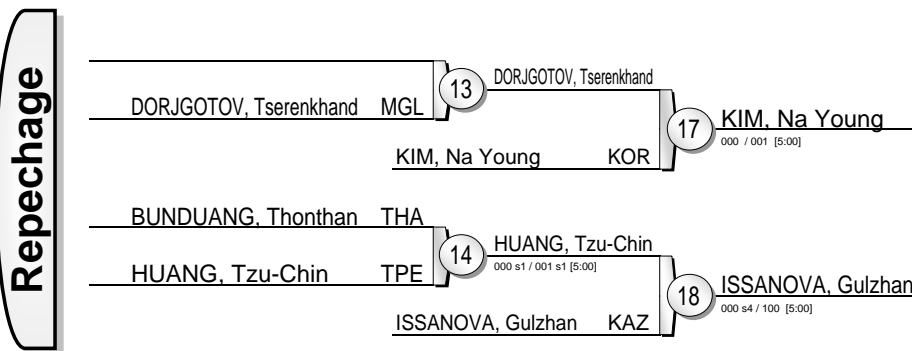 Repechage
DORJGOTOV, Tserenkhand MGL
13
DORJGOTOV, Tserenkhand
KIM, Na Young KOR
17
KIM, Na Young
000 / 001 [5:00]
BUNDUANG, Thonthan THA
HUANG, Tzu-Chin TPE
14
HUANG, Tzu-Chin
000 s1 / 001 s1 [5:00]
ISSANOVA, Gulzhan KAZ
18
ISSANOVA, Gulzhan
000 s4 / 100 [5:00]